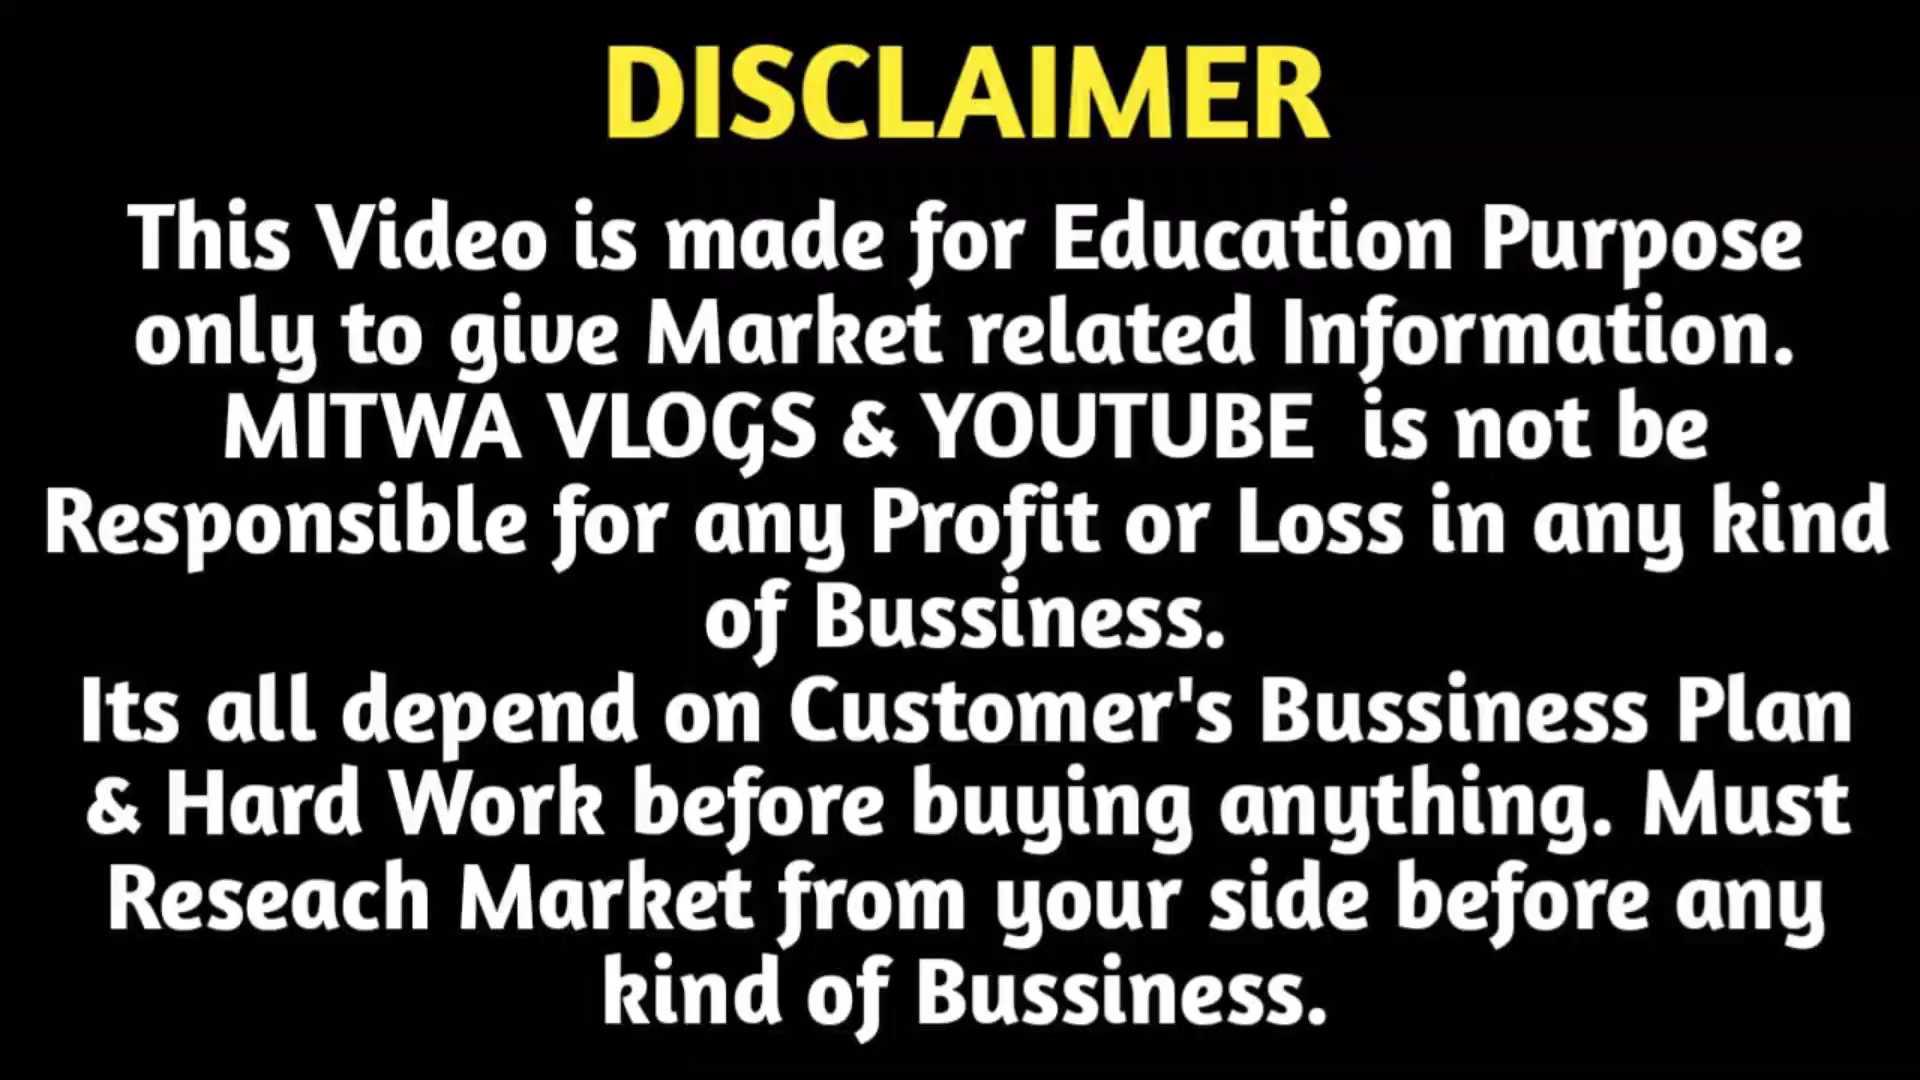 DISCLAIMER
This Video is made for Education Purpose
only to give Market related Information.
MITWA VLOGS & YOUTUBE is not be
Responsible for any Profit or Loss in any kind
of Bussiness.
Its all depend on Customer's Bussiness Plan
& Hard Work before buying anything. Must
Reseach Market from your side before any
kind of Bussiness.